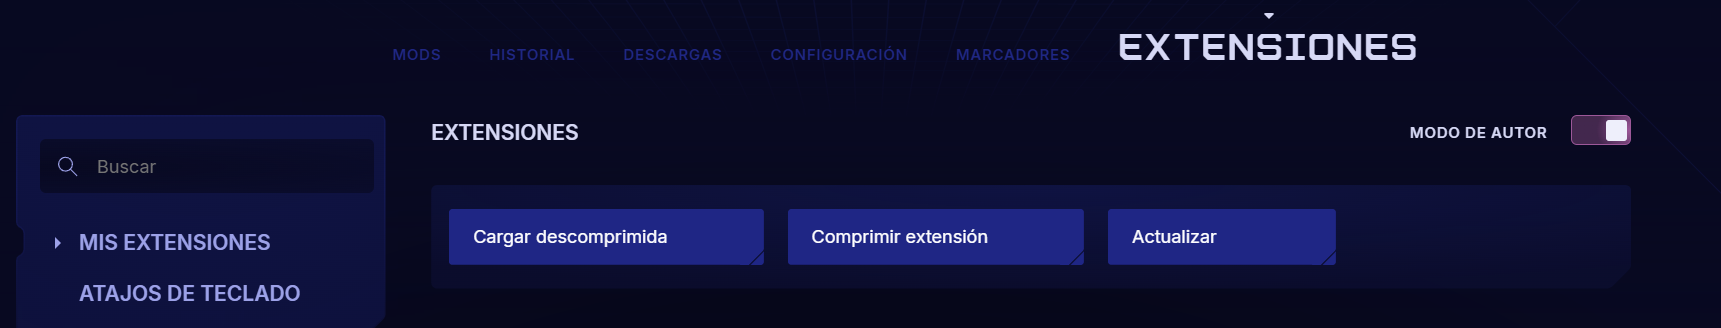 MODS
HISTORIAL
DESCARGAS
CONFIGURACIÓN
MARCADORES
EXTENSIONES
Buscar
MIS EXTENSIONES
ATAJOS DE TECLADO
EXTENSIONES
MODO DE AUTOR
Cargar descomprimida
Comprimir extensión
Actualizar